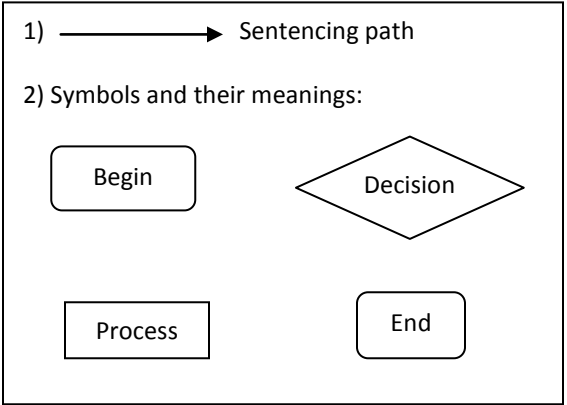 1) Sentencing path
2) Symbols and their meanings:
Begin
Decision
Process
End